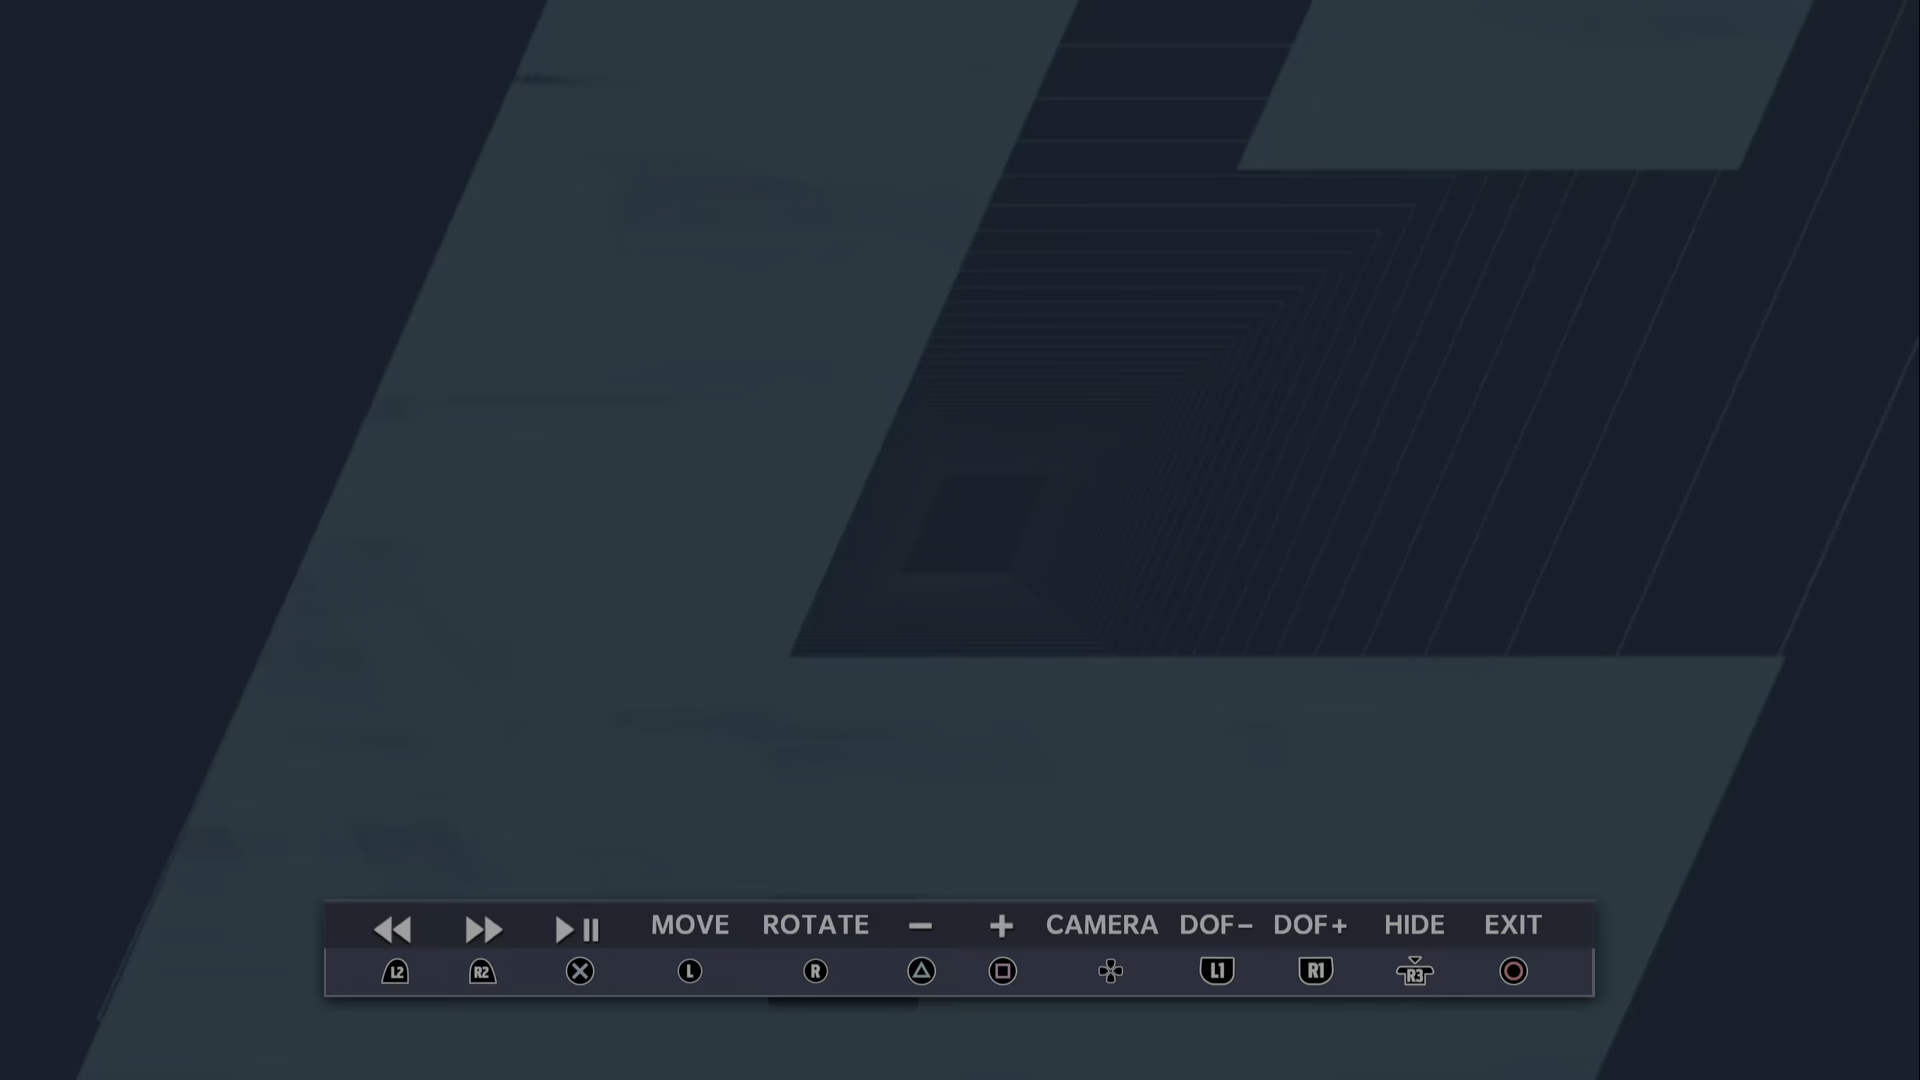 MOVE ROTATE − + CAMERA DOF− DOF+ HIDE EXIT
L2 R2 L R L1 R1 R3